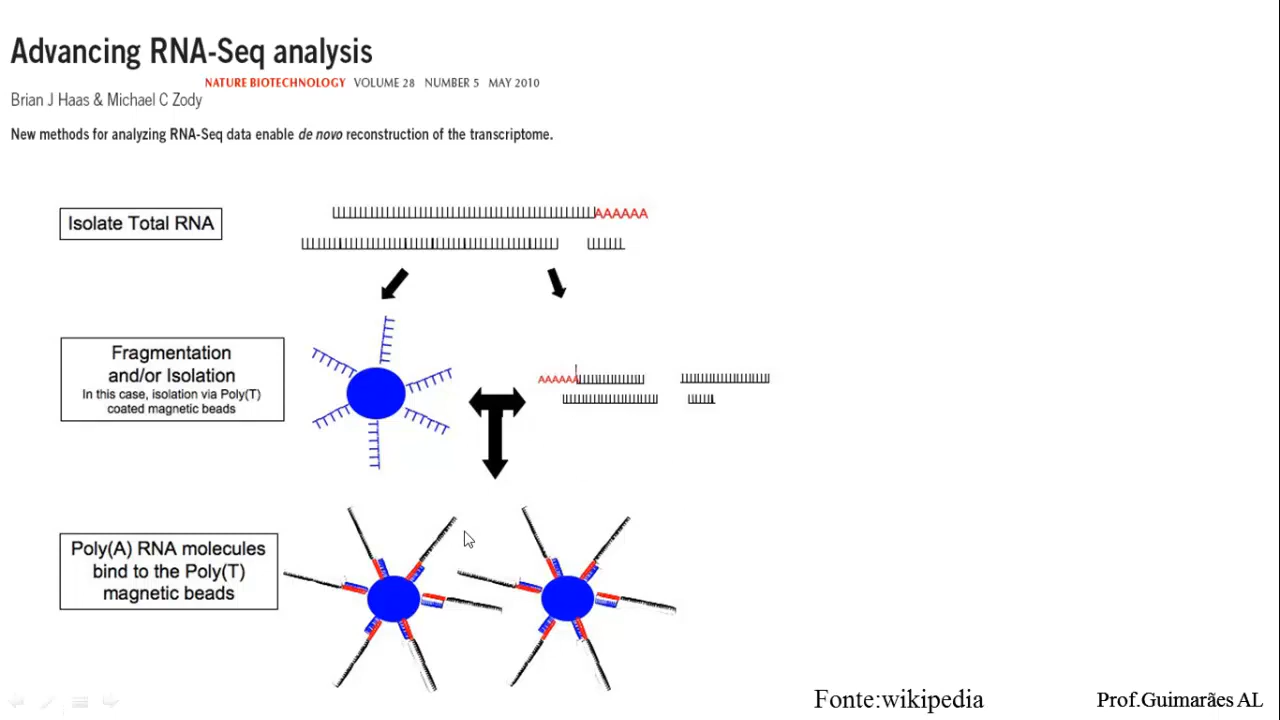 Advancing RNA-Seq analysis
NATURE BIOTECHNOLOGY VOLUME 28 NUMBER 5 MAY 2010
Brian J Haas & Michael C Zody
New methods for analyzing RNA-Seq data enable de novo reconstruction of the transcriptome.
Isolate Total RNA
AAAAAA
Fragmentation
and/or Isolation
In this case, isolation via Poly(T)
coated magnetic beads
AAAAAA
Poly(A) RNA molecules
bind to the Poly(T)
magnetic beads
Fonte:wikipedia
Prof.Guimarães AL